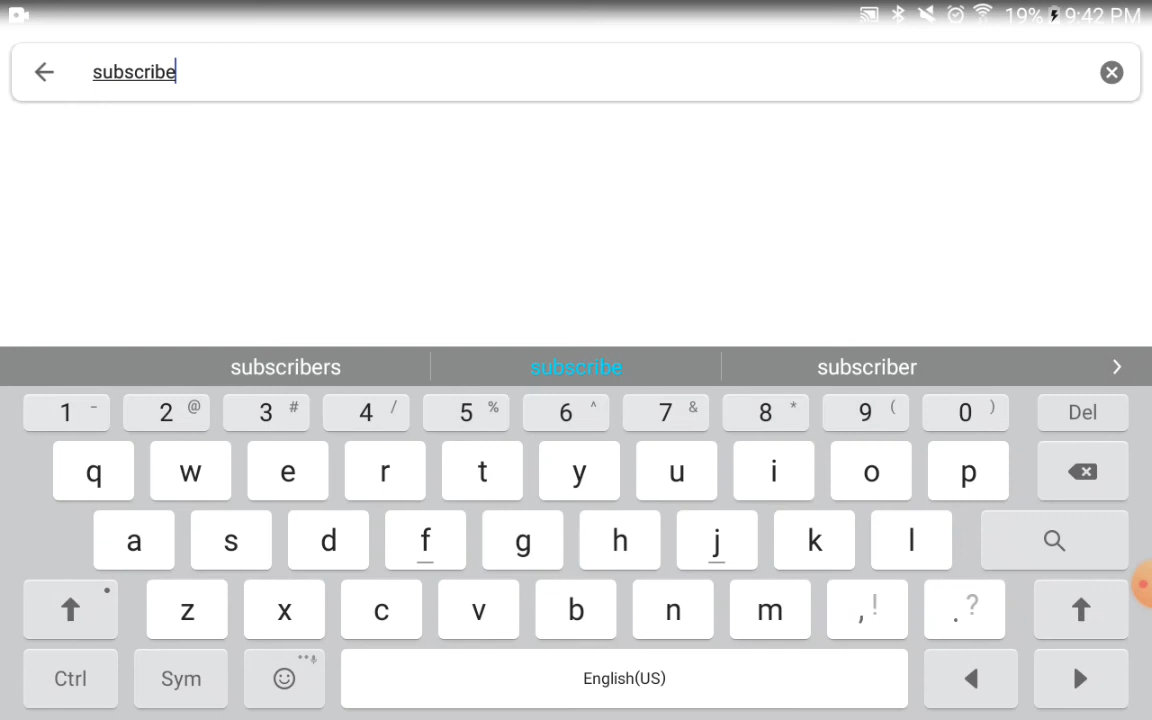 19% 9:42 PM
subscribe
subscribers subscribe subscriber
1 - 2 @ 3 # 4 / 5 % 6 ^ 7 & 8 * 9 ( 0 ) Del
q w e r t y u i o p
a s d f g h j k l
z x c v b n m , ! . ?
Ctrl Sym English(US)